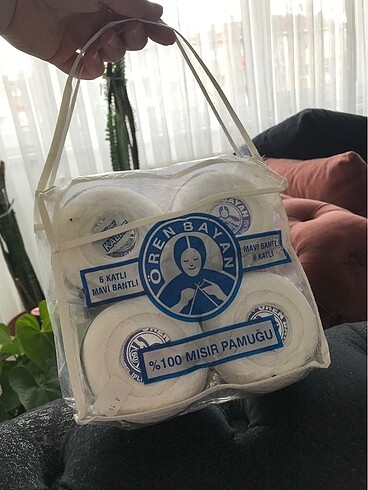 ÖREN BAYAN
6 KATLI
MAVİ BANTLI
MAVİ BANTLI
6 KATLI
%100 MISIR PAMUĞU